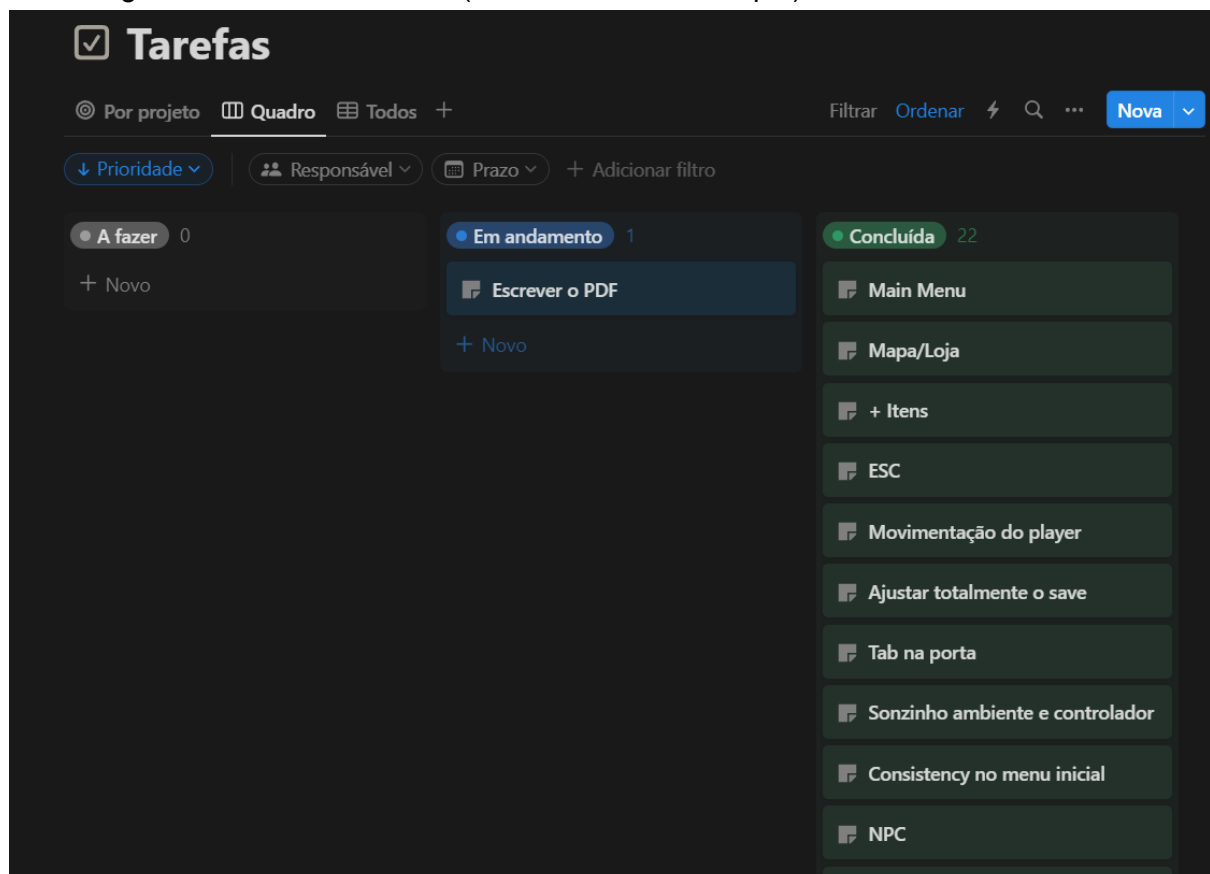 Tarefas
Por projeto Quadro Todos +
Filtrar Ordenar ... Nova
↓ Prioridade Responsável Prazo + Adicionar filtro
A fazer 0
+ Novo
Em andamento 1
Escrever o PDF
+ Novo
Concluída 22
Main Menu
Mapa/Loja
+ Itens
ESC
Movimentação do player
Ajustar totalmente o save
Tab na porta
Sonzinho ambiente e controlador
Consistency no menu inicial
NPC